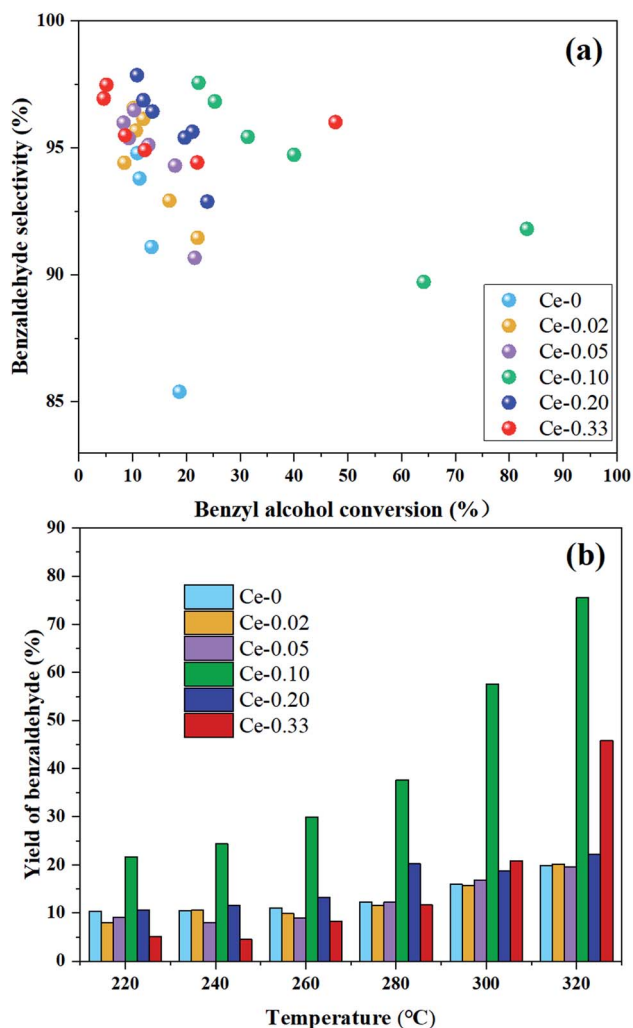 (a)
Benzaldehyde selectivity (%)
100
95
90
85
Ce-0
Ce-0.02
Ce-0.05
Ce-0.10
Ce-0.20
Ce-0.33
0 10 20 30 40 50 60 70 80 90 100
Benzyl alcohol conversion (%）
(b)
Yield of benzaldehyde (%)
90
80
70
60
50
40
30
20
10
0
Ce-0
Ce-0.02
Ce-0.05
Ce-0.10
Ce-0.20
Ce-0.33
220 240 260 280 300 320
Temperature (°C)